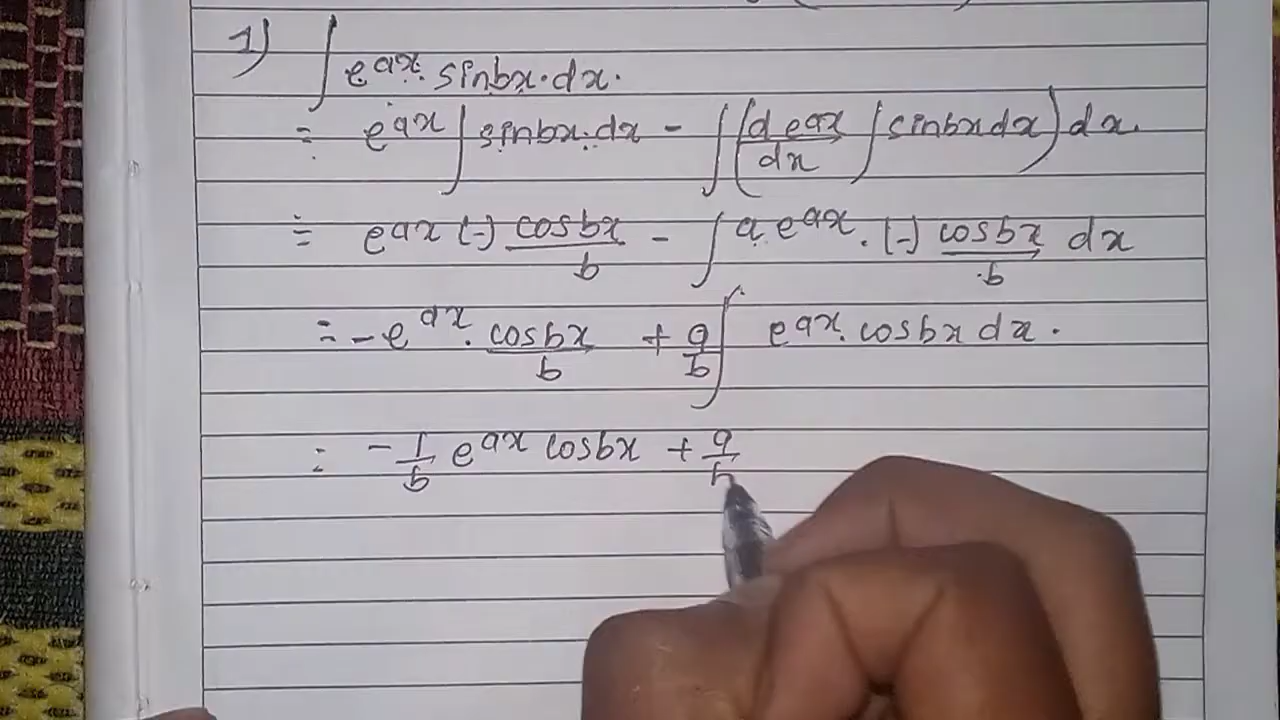 1) ∫ e^ax · sinbx · dx.
= e^ax ∫ sinbx · dx - ∫ (d e^ax / dx ∫ sinbx dx) dx.
= e^ax (-) cosbx / b - ∫ a e^ax . (-) cosbx / b dx
= -e^ax . cosbx / b + a/b ∫ e^ax . cosbx dx .
= - 1/b e^ax cosbx + a/b